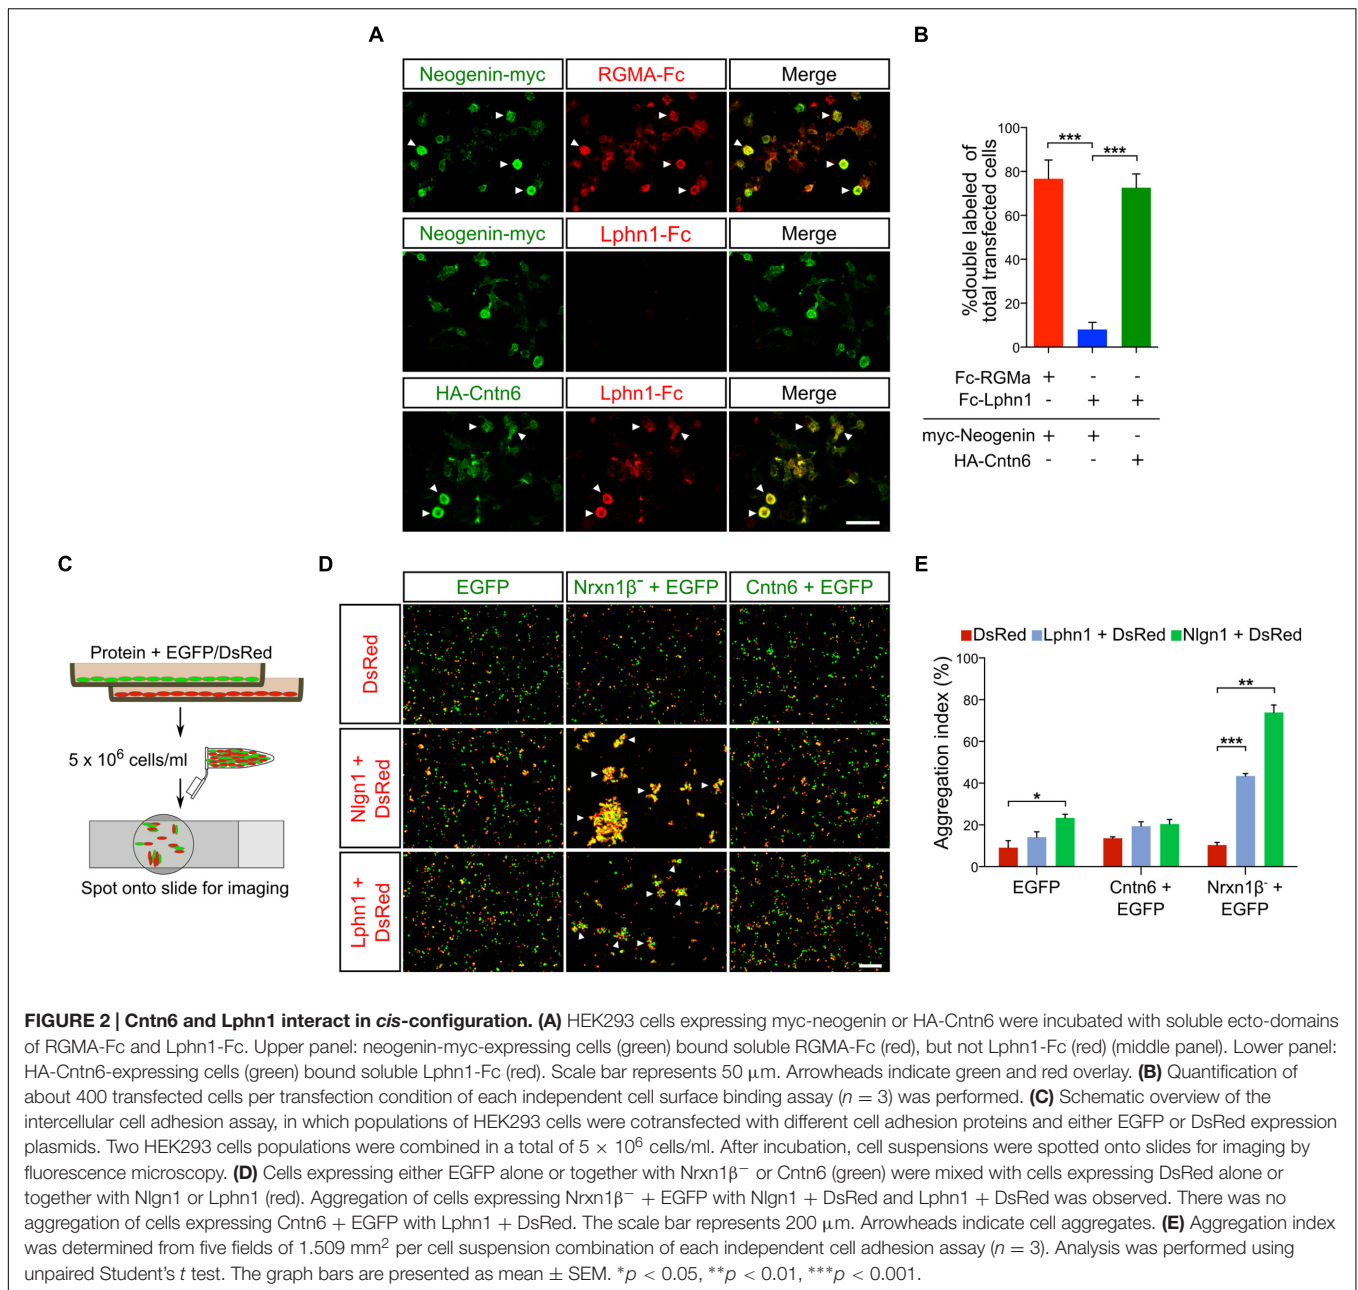 A
Neogenin-myc RGMA-Fc Merge
Neogenin-myc Lphn1-Fc Merge
HA-Cntn6 Lphn1-Fc Merge
B
%double labeled of
total transfected cells
100
80
60
40
20
0
*** ***
Fc-RGMa + - -
Fc-Lphn1 - + +
myc-Neogenin + + -
HA-Cntn6 - - +
C
Protein + EGFP/DsRed
5 x 10⁶ cells/ml
Spot onto slide for imaging
D
EGFP Nrxn1β⁻ + EGFP Cntn6 + EGFP
DsRed
Nlgn1 +
DsRed
Lphn1 +
DsRed
E
DsRed Lphn1 + DsRed Nlgn1 + DsRed
Aggregation index (%)
100
80
60
40
20
0
*
**
***
EGFP
Cntn6 +
EGFP
Nrxn1β⁻ +
EGFP
FIGURE 2 | Cntn6 and Lphn1 interact in cis-configuration. (A) HEK293 cells expressing myc-neogenin or HA-Cntn6 were incubated with soluble ecto-domains
of RGMA-Fc and Lphn1-Fc. Upper panel: neogenin-myc-expressing cells (green) bound soluble RGMA-Fc (red), but not Lphn1-Fc (red) (middle panel). Lower panel:
HA-Cntn6-expressing cells (green) bound soluble Lphn1-Fc (red). Scale bar represents 50 μm. Arrowheads indicate green and red overlay. (B) Quantification of
about 400 transfected cells per transfection condition of each independent cell surface binding assay (n = 3) was performed. (C) Schematic overview of the
intercellular cell adhesion assay, in which populations of HEK293 cells were cotransfected with different cell adhesion proteins and either EGFP or DsRed expression
plasmids. Two HEK293 cells populations were combined in a total of 5 × 10⁶ cells/ml. After incubation, cell suspensions were spotted onto slides for imaging by
fluorescence microscopy. (D) Cells expressing either EGFP alone or together with Nrxn1β⁻ or Cntn6 (green) were mixed with cells expressing DsRed alone or
together with Nlgn1 or Lphn1 (red). Aggregation of cells expressing Nrxn1β⁻ + EGFP with Nlgn1 + DsRed and Lphn1 + DsRed was observed. There was no
aggregation of cells expressing Cntn6 + EGFP with Lphn1 + DsRed. The scale bar represents 200 μm. Arrowheads indicate cell aggregates. (E) Aggregation index
was determined from five fields of 1.509 mm² per cell suspension combination of each independent cell adhesion assay (n = 3). Analysis was performed using
unpaired Student's t test. The graph bars are presented as mean ± SEM. *p < 0.05, **p < 0.01, ***p < 0.001.